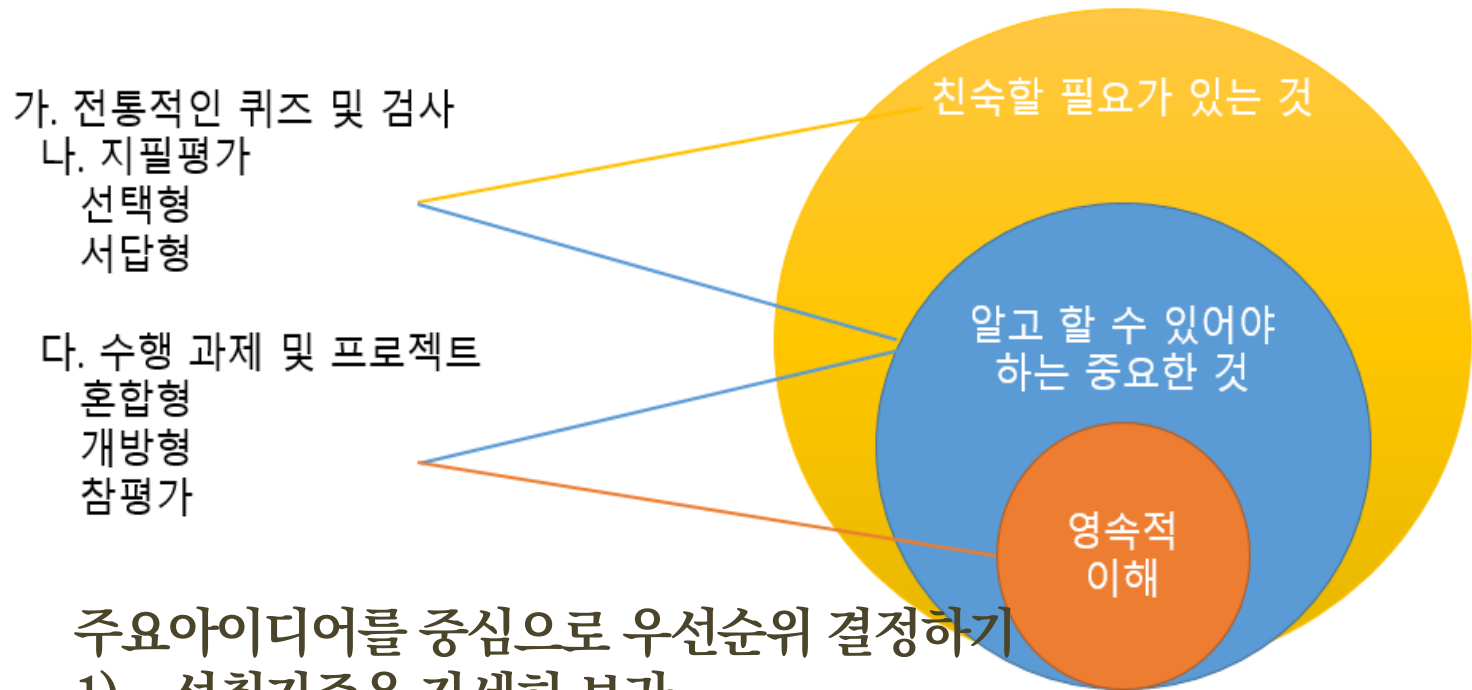 가. 전통적인 퀴즈 및 검사
나. 지필평가
선택형
서답형
다. 수행 과제 및 프로젝트
혼합형
개방형
참평가
친숙할 필요가 있는 것
알고 할 수 있어야
하는 중요한 것
영속적
이해
주요아이디어를 중심으로 우선순위 결정하기
1)